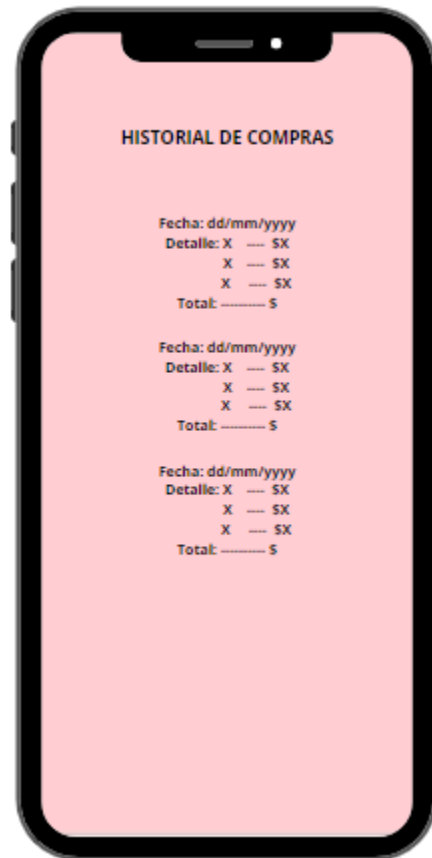 HISTORIAL DE COMPRAS
Fecha: dd/mm/yyyy
Detalle: X ---- $X
X ---- $X
X ---- $X
Total: ---------- $
Fecha: dd/mm/yyyy
Detalle: X ---- $X
X ---- $X
X ---- $X
Total: ---------- $
Fecha: dd/mm/yyyy
Detalle: X ---- $X
X ---- $X
X ---- $X
Total: ---------- $